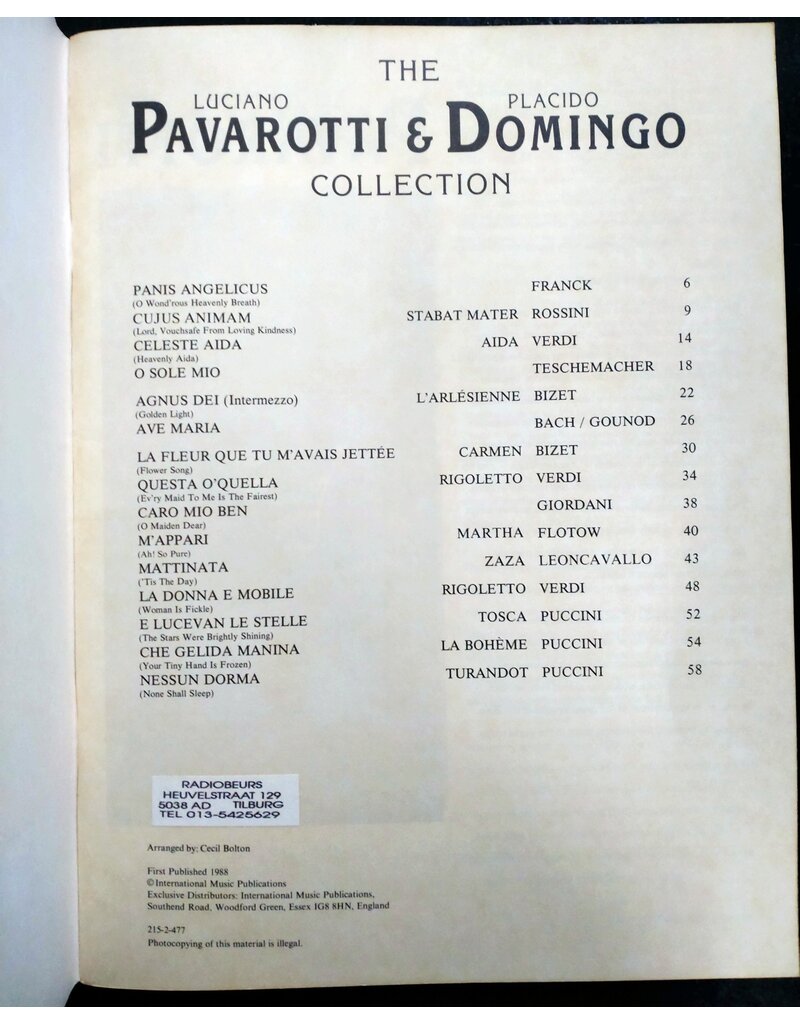 THE
LUCIANO PLACIDO
PAVAROTTI & DOMINGO
COLLECTION
PANIS ANGELICUS FRANCK 6
(O Wond'rous Heavenly Breath)
CUJUS ANIMAM STABAT MATER ROSSINI 9
(Lord, Vouchsafe From Loving Kindness)
CELESTE AIDA AIDA VERDI 14
(Heavenly Aida)
O SOLE MIO TESCHEMACHER 18
AGNUS DEI (Intermezzo) L'ARLÉSIENNE BIZET 22
(Golden Light)
AVE MARIA BACH / GOUNOD 26
LA FLEUR QUE TU M'AVAIS JETTÉE CARMEN BIZET 30
(Flower Song)
QUESTA O'QUELLA RIGOLETTO VERDI 34
(Ev'ry Maid To Me Is The Fairest)
CARO MIO BEN GIORDANI 38
(O Maiden Dear)
M'APPARI MARTHA FLOTOW 40
(Ah! So Pure)
MATTINATA ZAZA LEONCAVALLO 43
('Tis The Day)
LA DONNA E MOBILE RIGOLETTO VERDI 48
(Woman Is Fickle)
E LUCEVAN LE STELLE TOSCA PUCCINI 52
(The Stars Were Brightly Shining)
CHE GELIDA MANINA LA BOHÈME PUCCINI 54
(Your Tiny Hand Is Frozen)
NESSUN DORMA TURANDOT PUCCINI 58
(None Shall Sleep)
RADIOBEURS
HEUVELSTRAAT 129
5038 AD TILBURG
TEL 013-5425629
Arranged by: Cecil Bolton
First Published 1988
© International Music Publications
Exclusive Distributors: International Music Publications,
Southend Road, Woodford Green, Essex IG8 8HN, England
215-2-477
Photocopying of this material is illegal.